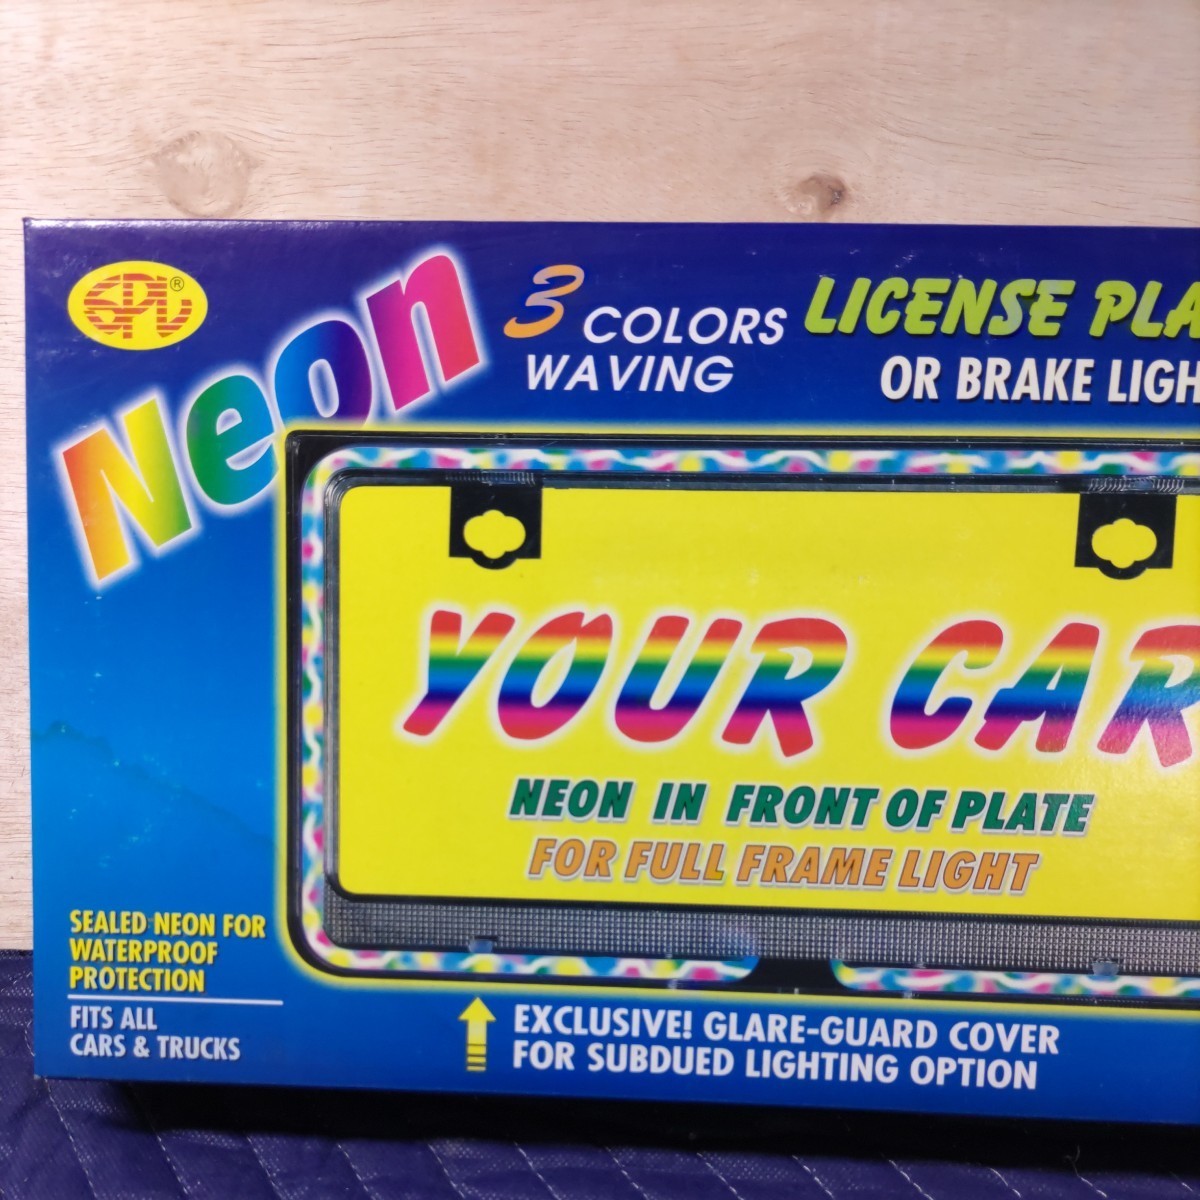 SPL®
Neon
3 COLORS
WAVING
LICENSE PLA
OR BRAKE LIGH
YOUR CAR
NEON IN FRONT OF PLATE
FOR FULL FRAME LIGHT
SEALED NEON FOR
WATERPROOF
PROTECTION
FITS ALL
CARS & TRUCKS
EXCLUSIVE! GLARE-GUARD COVER
FOR SUBDUED LIGHTING OPTION